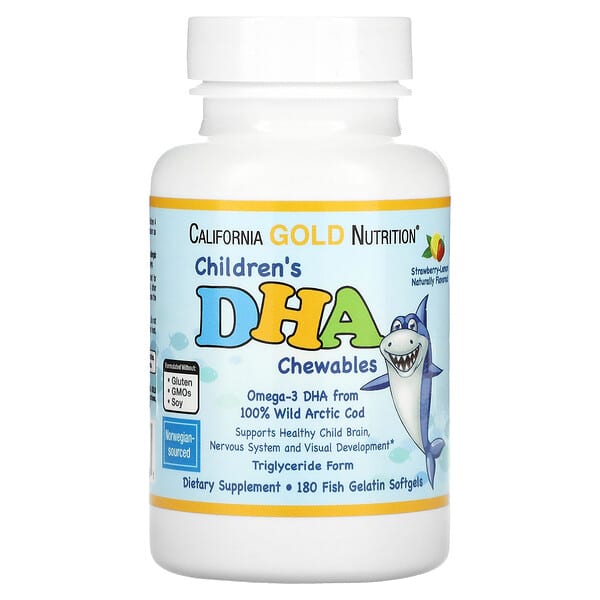 CALIFORNIA GOLD NUTRITION®
Children's
DHA
Chewables
Strawberry-Lemon
Naturally Flavored
Omega-3 DHA from
100% Wild Arctic Cod
Supports Healthy Child Brain,
Nervous System and Visual Development*
Triglyceride Form
Dietary Supplement • 180 Fish Gelatin Softgels
Formulated Without:
• Gluten
• GMOs
• Soy
Norwegian-
sourced